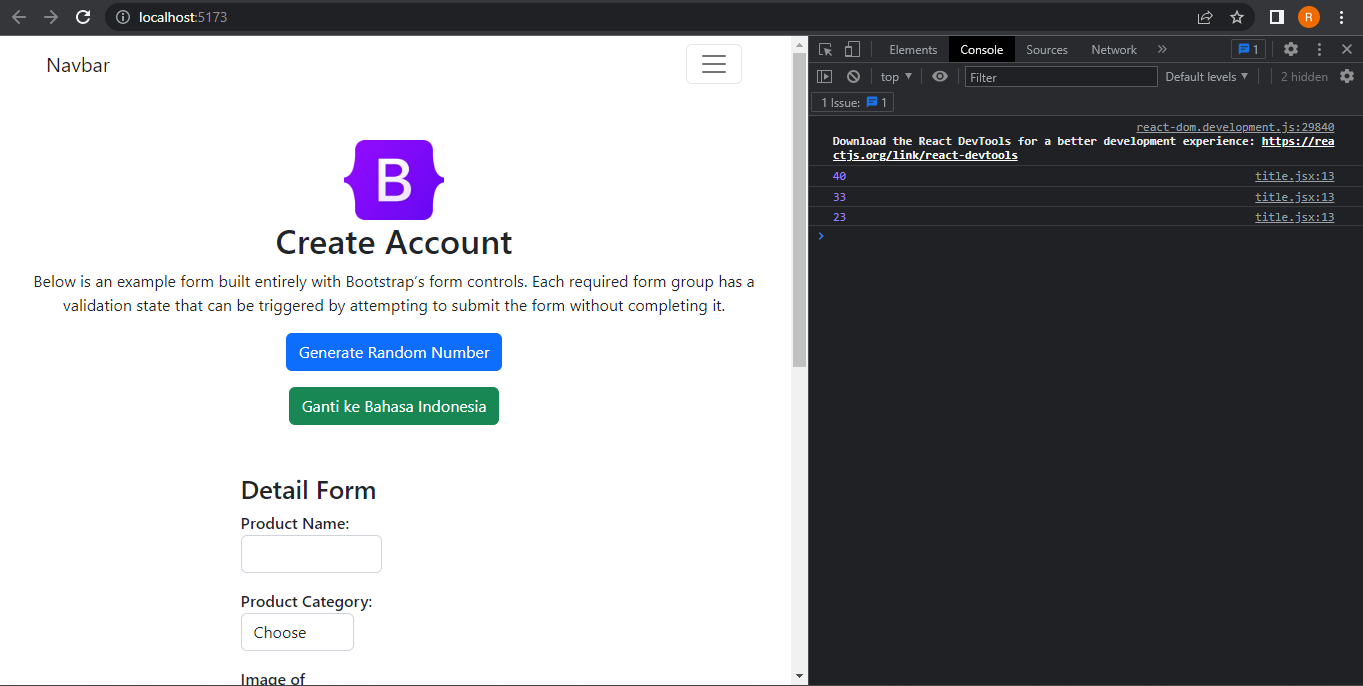 localhost:5173
R
Navbar
B
Create Account
Below is an example form built entirely with Bootstrap’s form controls. Each required form group has a
validation state that can be triggered by attempting to submit the form without completing it.
Generate Random Number
Ganti ke Bahasa Indonesia
Detail Form
Product Name:
Product Category:
Choose
Image of
Elements Console Sources Network » 1
top ▼ Filter Default levels ▼ 2 hidden
1 Issue: 1
react-dom.development.js:29840
Download the React DevTools for a better development experience: https://rea
ctjs.org/link/react-devtools
40 title.jsx:13
33 title.jsx:13
23 title.jsx:13